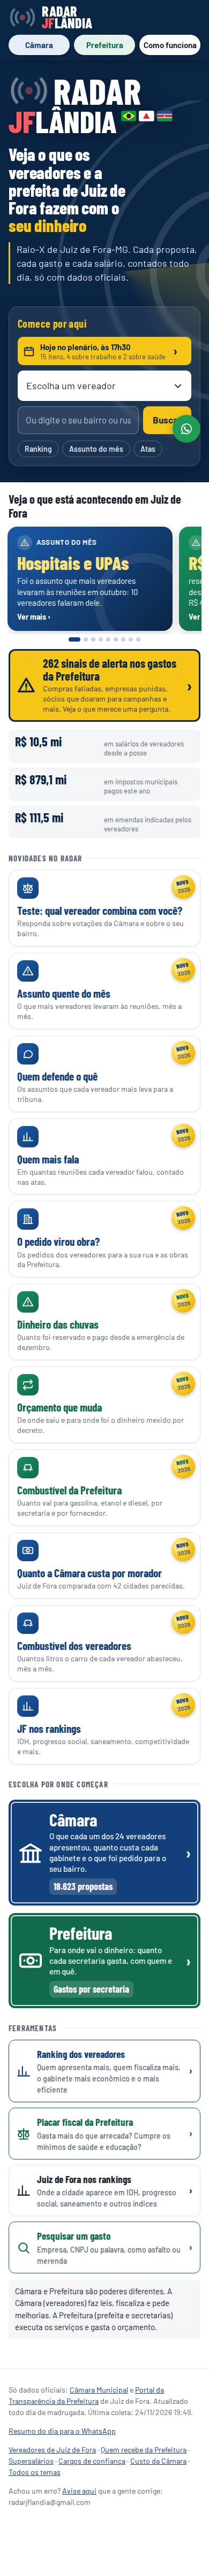 RADAR
JFLÂNDIA
Câmara
Prefeitura
Como funciona
RADAR
JFLÂNDIA
Veja o que os
vereadores e a
prefeita de Juiz de
Fora fazem com o
seu dinheiro
Raio-X de Juiz de Fora-MG. Cada proposta,
cada gasto e cada salário, conferidos todo
dia, só com dados oficiais.
Comece por aqui
Hoje no plenário, às 17h30
15 itens, 4 sobre trabalho e 2 sobre saúde
Escolha um vereador
Ou digite o seu bairro ou rua
Ranking
Assunto do mês
Atas
Veja o que está acontecendo em Juiz de
Fora
ASSUNTO DO MÊS
Hospitais e UPAs
Foi o assunto que mais vezes
levaram às reuniões em outubro: 10
vereadores falaram dele.
Ver mais ›
262 sinais de alerta nos gastos
da Prefeitura
Compras fatiadas, empresas punidas,
sócios que doaram para campanha e
mais. Veja o que merece uma pergunta.
R$ 10,5 mi
em salários de vereadores
desde a posse
R$ 879,1 mi
em impostos municipais
pagos este ano
R$ 111,5 mi
em emendas indicadas pelos
vereadores
NOVIDADES NO RADAR
NOVO
2026
Teste: qual vereador combina com você?
Responda sobre votações da Câmara e sobre o seu
bairro.
NOVO
2026
Assunto quente do mês
O que mais vereadores levaram às reuniões, mês a
mês.
NOVO
2026
Quem defende o quê
Os assuntos que cada vereador mais leva para a
tribuna.
NOVO
2026
Quem mais fala
Em quantas reuniões cada vereador falou, contado
nas atas.
NOVO
2026
O pedido virou obra?
Os pedidos dos vereadores para a sua rua e as obras
da Prefeitura.
NOVO
2026
Dinheiro das chuvas
Quanto foi reservado e pago desde a emergência de
dezembro.
NOVO
2026
Orçamento que muda
De onde saiu e para onde foi o dinheiro mexido por
decreto.
NOVO
2026
Combustível da Prefeitura
Quanto vai para gasolina, etanol e diesel, por
secretaria e por fornecedor.
NOVO
2026
Quanto a Câmara custa por morador
Juiz de Fora comparada com 42 cidades parecidas.
NOVO
2026
Combustível dos vereadores
Quantos litros o carro de cada vereador abasteceu,
mês a mês.
NOVO
2026
JF nos rankings
IDH, progresso social, saneamento, competitividade
e mais.
ESCOLHA POR ONDE COMEÇAR
Câmara
O que cada um dos 24 vereadores
apresentou, quanto custa cada
gabinete e o que foi pedido para o
seu bairro.
18.623 propostas
Prefeitura
Para onde vai o dinheiro: quanto
cada secretaria gasta, com quem e
em quê.
Gastos por secretaria
FERRAMENTAS
Ranking dos vereadores
Quem apresenta mais, quem fiscaliza mais,
o gabinete mais econômico e o mais
eficiente
Placar fiscal da Prefeitura
Gasta mais do que arrecada? Cumpre os
mínimos de saúde e educação?
Juiz de Fora nos rankings
Onde a cidade aparece em IDH, progresso
social, saneamento e outros índices
Pesquisar um gasto
Empresa, CNPJ ou palavra, como asfalto ou
merenda
Câmara e Prefeitura são poderes diferentes. A
Câmara (vereadores) faz leis, fiscaliza e pede
melhorias. A Prefeitura (prefeita e secretarias)
executa os serviços e gasta o orçamento.
Só dados oficiais: Câmara Municipal e Portal da
Transparência da Prefeitura de Juiz de Fora. Atualizado
todo dia de madrugada. Última coleta: 24/11/2026 19:49.
Resumo do dia para o WhatsApp
Vereadores de Juiz de Fora · Quem recebe da Prefeitura ·
Supersalários · Cargos de confiança · Custo da Câmara ·
Todos os temas
Achou um erro? Avise aqui que a gente corrige:
radarjflandia@gmail.com